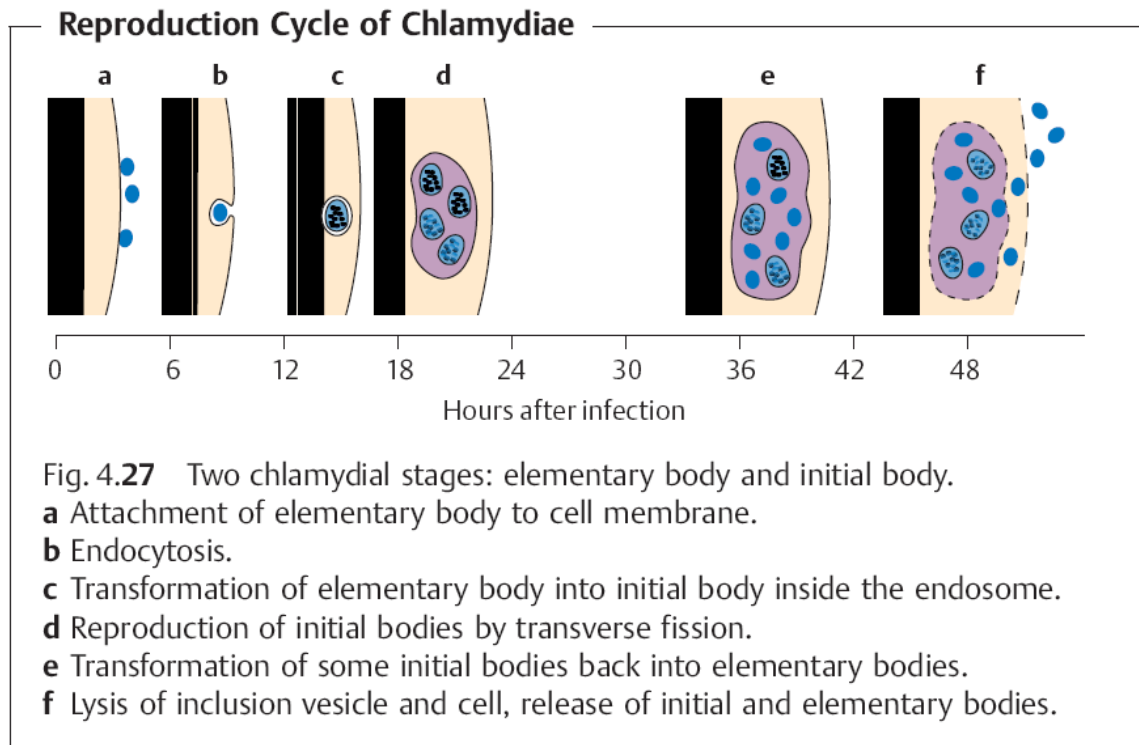 Reproduction Cycle of Chlamydiae
a b c d e f
0 6 12 18 24 30 36 42 48
Hours after infection
Fig. 4.27 Two chlamydial stages: elementary body and initial body.
a Attachment of elementary body to cell membrane.
b Endocytosis.
c Transformation of elementary body into initial body inside the endosome.
d Reproduction of initial bodies by transverse fission.
e Transformation of some initial bodies back into elementary bodies.
f Lysis of inclusion vesicle and cell, release of initial and elementary bodies.